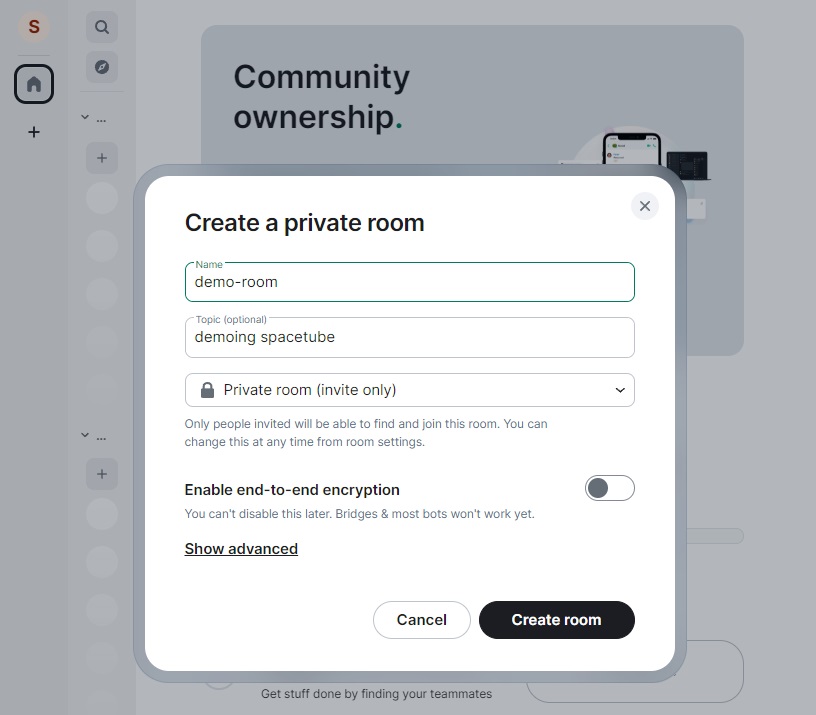 S
Community
ownership.
...
Create a private room
Name
demo-room
Topic (optional)
demoing spacetube
Private room (invite only)
Only people invited will be able to find and join this room. You can
change this at any time from room settings.
...
Enable end-to-end encryption
You can't disable this later. Bridges & most bots won't work yet.
Show advanced
Cancel
Create room
Get stuff done by finding your teammates